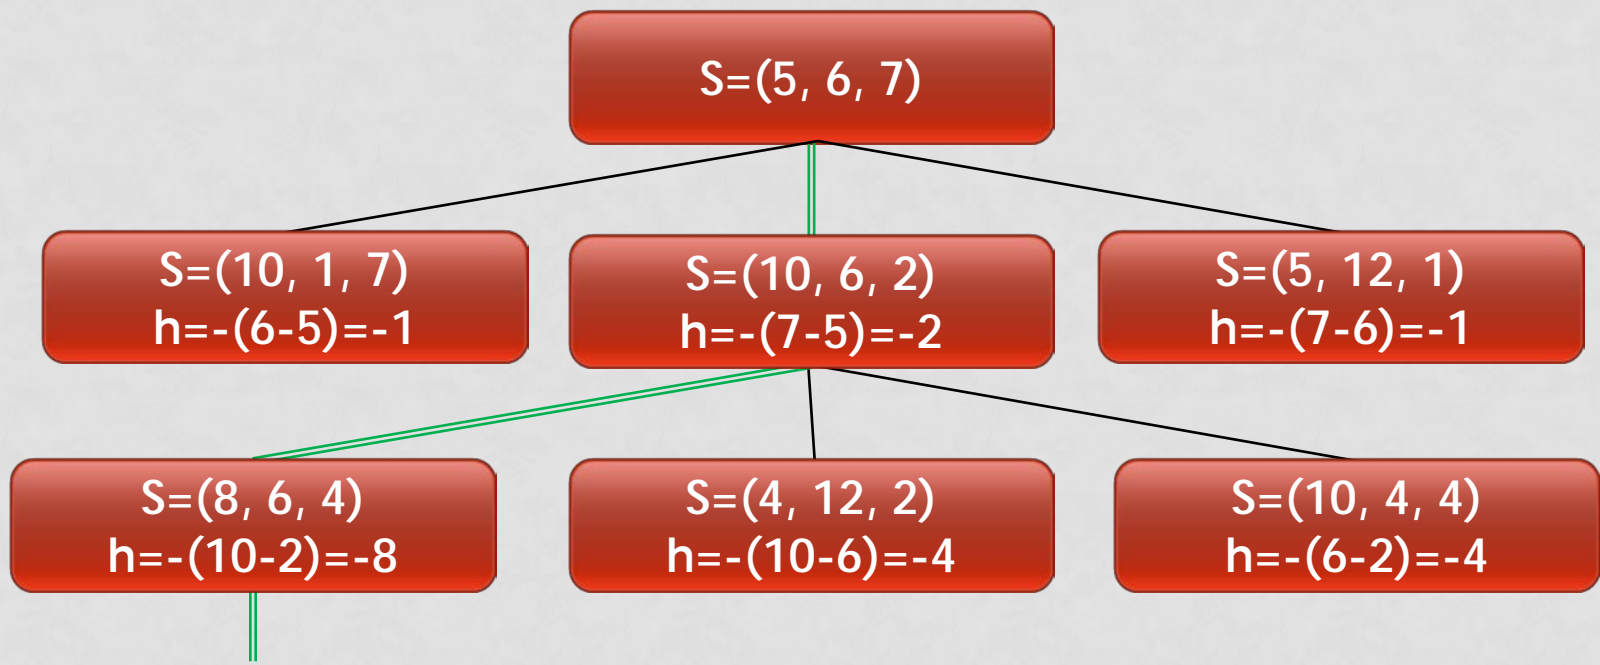 S=(5, 6, 7)
S=(10, 1, 7)
h=-(6-5)=-1
S=(10, 6, 2)
h=-(7-5)=-2
S=(5, 12, 1)
h=-(7-6)=-1
S=(8, 6, 4)
h=-(10-2)=-8
S=(4, 12, 2)
h=-(10-6)=-4
S=(10, 4, 4)
h=-(6-2)=-4